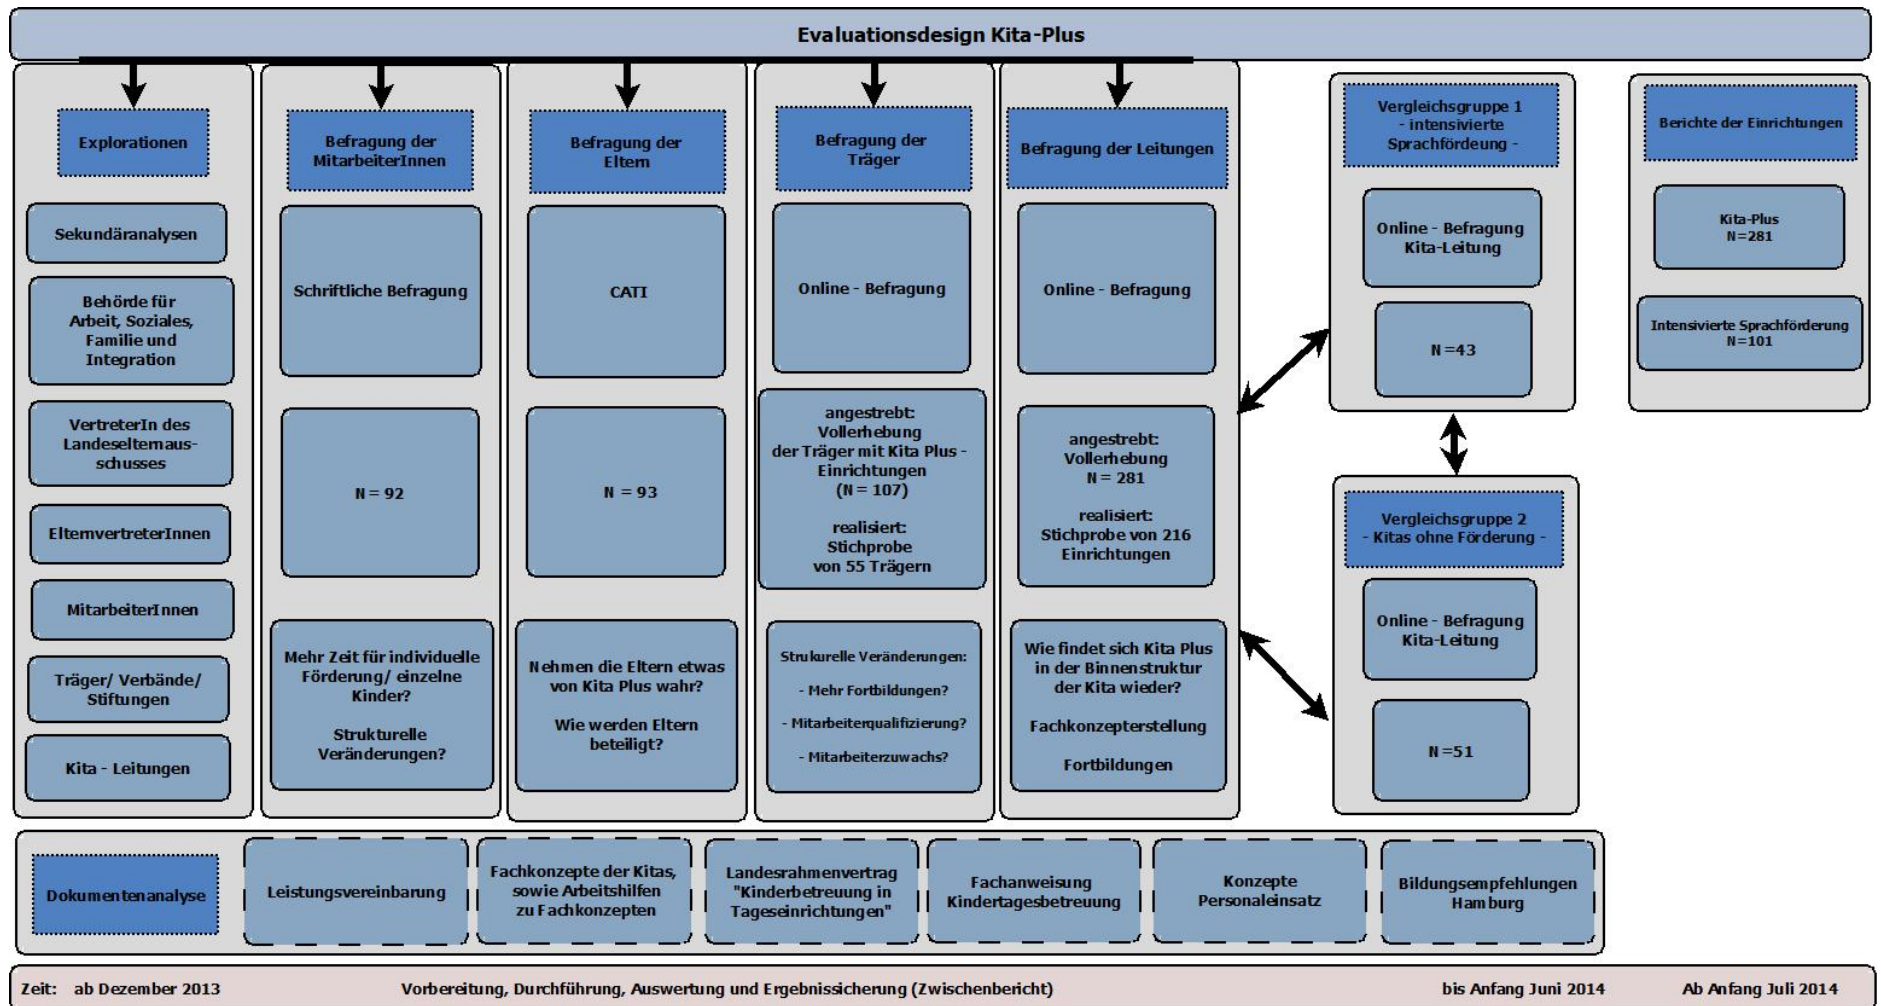 Evaluationsdesign Kita-Plus
Explorationen
Sekundäranalysen
Behörde für
Arbeit, Soziales,
Familie und
Integration
VertreterIn des
Landeselternaus-
schusses
ElternvertreterInnen
MitarbeiterInnen
Träger/ Verbände/
Stiftungen
Kita - Leitungen
Befragung der
MitarbeiterInnen
Schriftliche Befragung
N = 92
Mehr Zeit für individuelle
Förderung/ einzelne
Kinder?
Strukturelle
Veränderungen?
Befragung der
Eltern
CATI
N = 93
Nehmen die Eltern etwas
von Kita Plus wahr?
Wie werden Eltern
beteiligt?
Befragung der
Träger
Online - Befragung
angestrebt:
Vollerhebung
der Träger mit Kita Plus -
Einrichtungen
(N = 107)
realisiert:
Stichprobe
von 55 Trägern
Strukurelle Veränderungen:
- Mehr Fortbildungen?
- Mitarbeiterqualifizierung?
- Mitarbeiterzuwachs?
Befragung der Leitungen
Online - Befragung
angestrebt:
Vollerhebung
N = 281
realisiert:
Stichprobe von 216
Einrichtungen
Wie findet sich Kita Plus
in der Binnenstruktur
der Kita wieder?
Fachkonzepterstellung
Fortbildungen
Vergleichsgruppe 1
- intensivierte
Sprachfördeung -
Online - Befragung
Kita-Leitung
N =43
Vergleichsgruppe 2
- Kitas ohne Förderung -
Online - Befragung
Kita-Leitung
N =51
Berichte der Einrichtungen
Kita-Plus
N=281
Intensivierte Sprachförderung
N=101
Dokumentenanalyse
Leistungsvereinbarung
Fachkonzepte der Kitas,
sowie Arbeitshilfen
zu Fachkonzepten
Landesrahmenvertrag
"Kinderbetreuung in
Tageseinrichtungen"
Fachanweisung
Kindertagesbetreuung
Konzepte
Personaleinsatz
Bildungsempfehlungen
Hamburg
Zeit: ab Dezember 2013 Vorbereitung, Durchführung, Auswertung und Ergebnissicherung (Zwischenbericht) bis Anfang Juni 2014 Ab Anfang Juli 2014